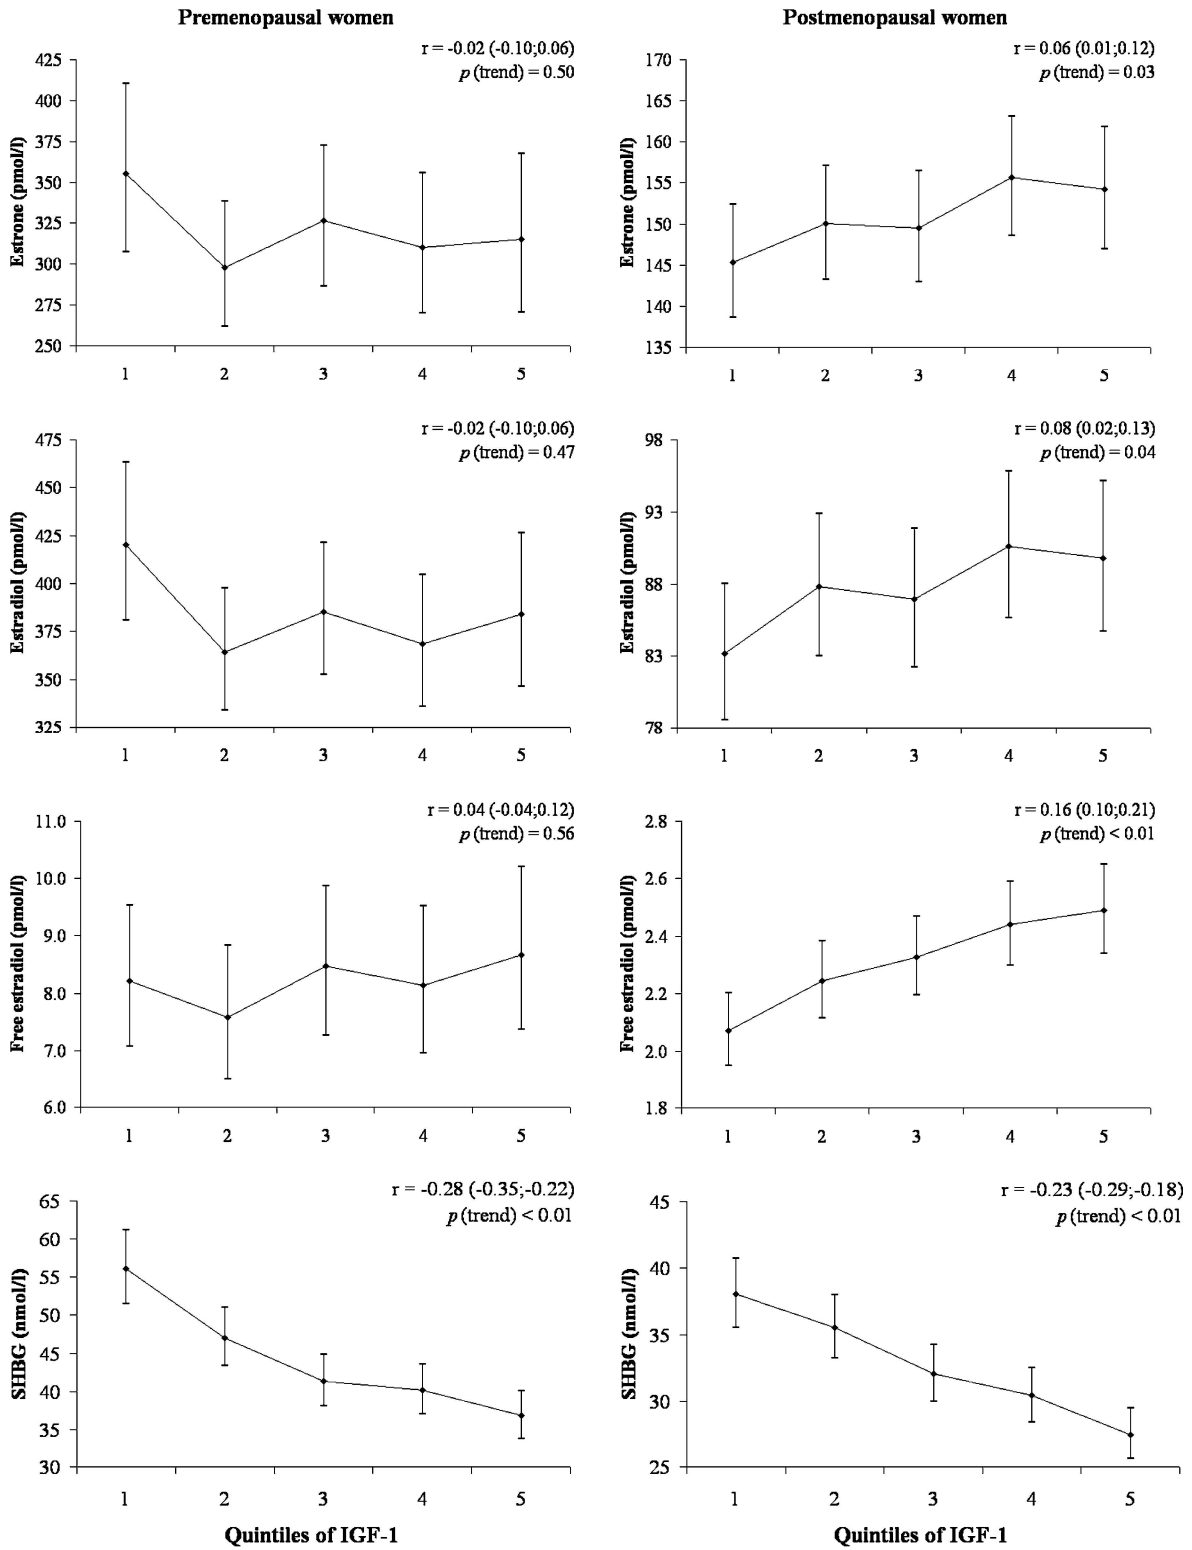 Premenopausal women
r = -0.02 (-0.10;0.06)
p (trend) = 0.50
Estrone (pmol/l)
425
400
375
350
325
300
275
250
1 2 3 4 5
Postmenopausal women
r = 0.06 (0.01;0.12)
p (trend) = 0.03
Estrone (pmol/l)
170
165
160
155
150
145
140
135
1 2 3 4 5
r = -0.02 (-0.10;0.06)
p (trend) = 0.47
Estradiol (pmol/l)
475
450
425
400
375
350
325
1 2 3 4 5
r = 0.08 (0.02;0.13)
p (trend) = 0.04
Estradiol (pmol/l)
98
93
88
83
78
1 2 3 4 5
r = 0.04 (-0.04;0.12)
p (trend) = 0.56
Free estradiol (pmol/l)
11.0
10.0
9.0
8.0
7.0
6.0
1 2 3 4 5
r = 0.16 (0.10;0.21)
p (trend) < 0.01
Free estradiol (pmol/l)
2.8
2.6
2.4
2.2
2.0
1.8
1 2 3 4 5
r = -0.28 (-0.35;-0.22)
p (trend) < 0.01
SHBG (nmol/l)
65
60
55
50
45
40
35
30
1 2 3 4 5
Quintiles of IGF-1
r = -0.23 (-0.29;-0.18)
p (trend) < 0.01
SHBG (nmol/l)
45
40
35
30
25
1 2 3 4 5
Quintiles of IGF-1